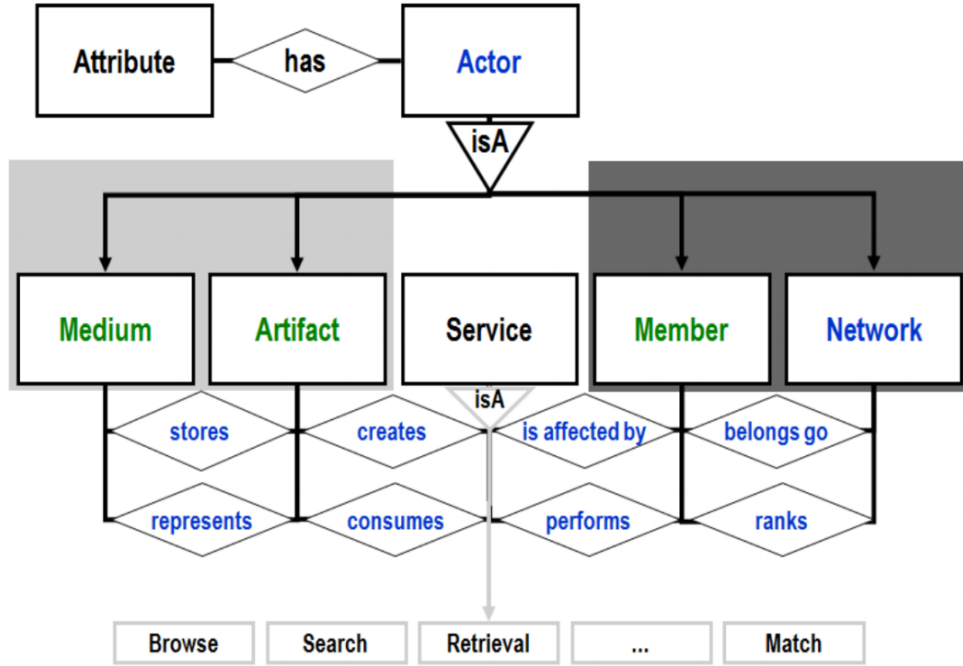 Attribute
has
Actor
isA
Medium
Artifact
Service
Member
Network
isA
stores
creates
is affected by
belongs go
represents
consumes
performs
ranks
Browse
Search
Retrieval
...
Match